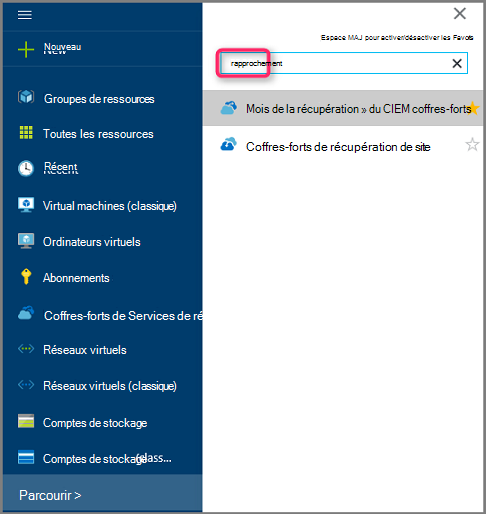 Espace MAJ pour activer/désactiver les Favots
Nouveau
rapprochement
Groupes de ressources
Mois de la récupération » du CIEM coffres-forts
Toutes les ressources
Coffres-forts de récupération de site
Récent
Virtual machines (classique)
Ordinateurs virtuels
Abonnements
Coffres-forts de Services de ré
Réseaux virtuels
Réseaux virtuels (classique)
Comptes de stockage
Comptes de stockage (class...
Parcourir >